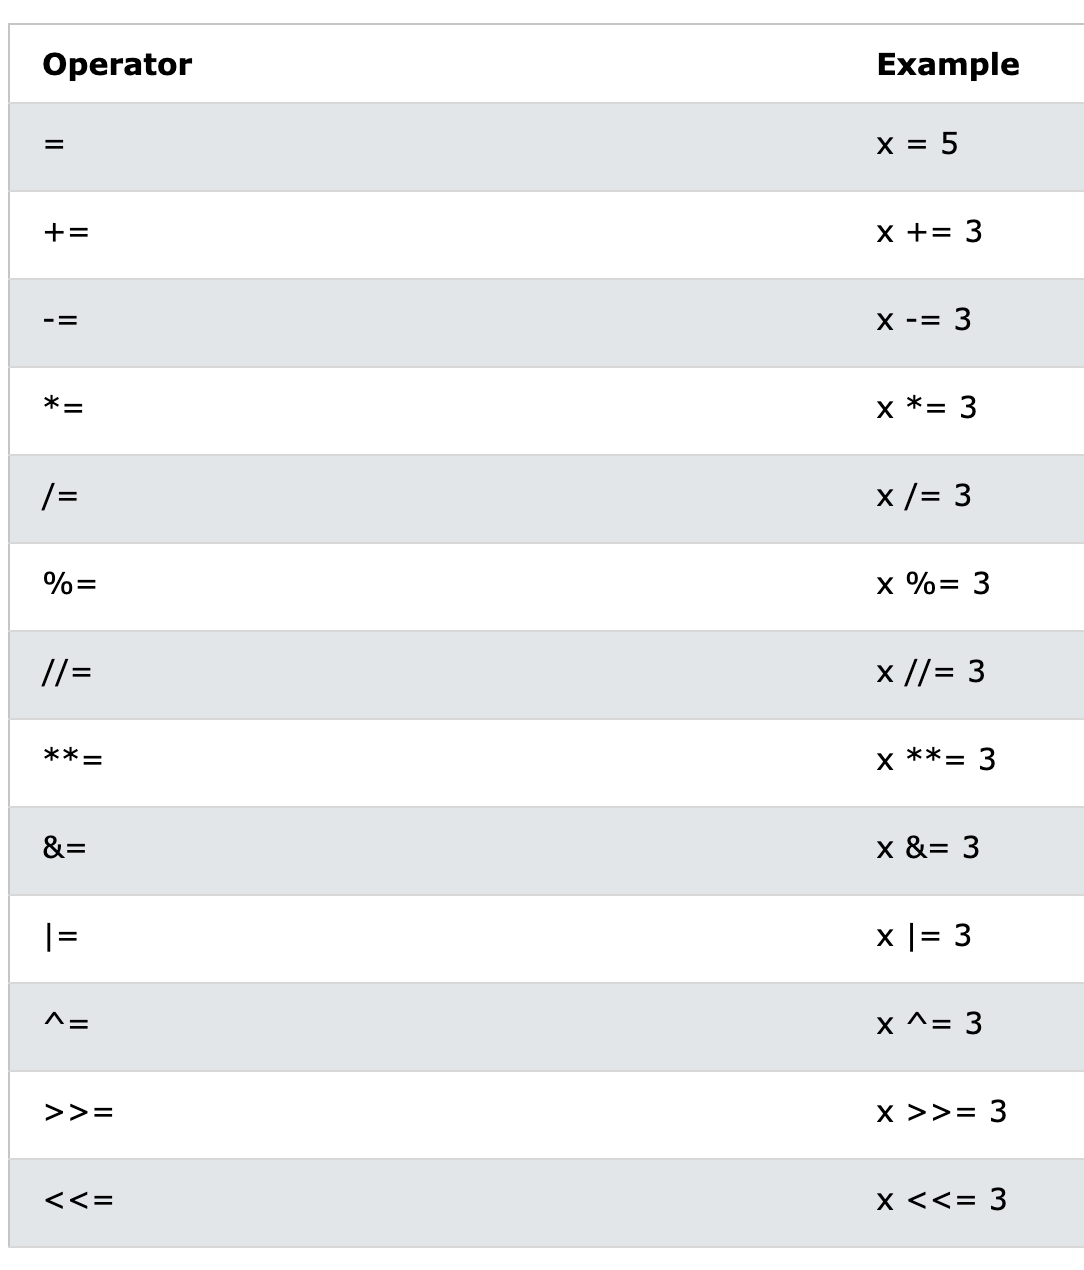 Operator Example
= x = 5
+= x += 3
-= x -= 3
*= x *= 3
/= x /= 3
%= x %= 3
//= x //= 3
**= x **= 3
&= x &= 3
|= x |= 3
^= x ^= 3
>>= x >>= 3
<<= x <<= 3